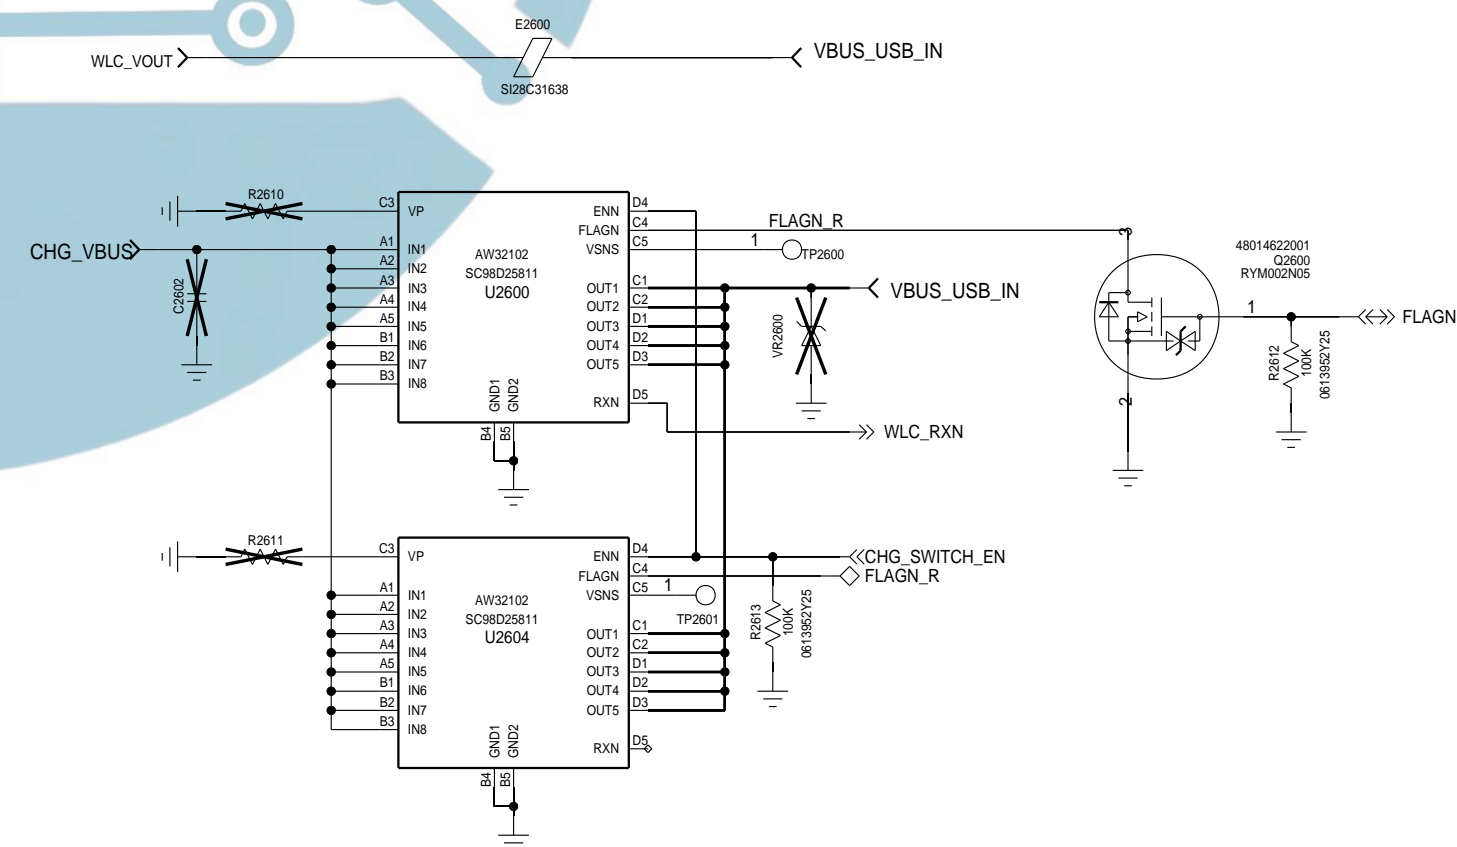 E2600
WLC_VOUT
VBUS_USB_IN
SI28C31638
R2610
C3
VP
CHG_VBUS
C2602
A1
IN1
A2
IN2
A3
IN3
A4
IN4
A5
IN5
B1
IN6
B2
IN7
B3
IN8
AW32102
SC98D25811
U2600
GND1
GND2
B4
B5
ENN
D4
FLAGN
C4
FLAGN_R
VSNS
C5
1
TP2600
OUT1
C1
OUT2
C2
OUT3
D1
OUT4
D2
OUT5
D3
VBUS_USB_IN
VR2600
RXN
D5
WLC_RXN
3
48014622001
Q2600
RYM002N05
1
FLAGN
2
R2612
100K
0613952Y25
R2611
C3
VP
A1
IN1
A2
IN2
A3
IN3
A4
IN4
A5
IN5
B1
IN6
B2
IN7
B3
IN8
AW32102
SC98D25811
U2604
GND1
GND2
B4
B5
ENN
D4
CHG_SWITCH_EN
FLAGN
C4
FLAGN_R
VSNS
C5
1
TP2601
OUT1
C1
OUT2
C2
OUT3
D1
OUT4
D2
OUT5
D3
RXN
D5
R2613
100K
0613952Y25